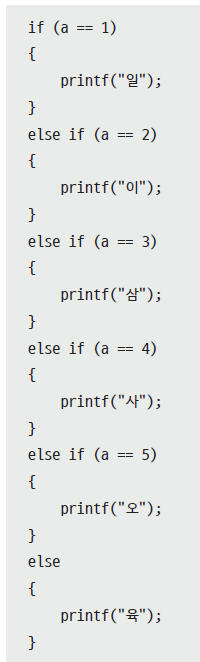 if (a == 1)
{
printf("일");
}
else if (a == 2)
{
printf("이");
}
else if (a == 3)
{
printf("삼");
}
else if (a == 4)
{
printf("사");
}
else if (a == 5)
{
printf("오");
}
else
{
printf("육");
}